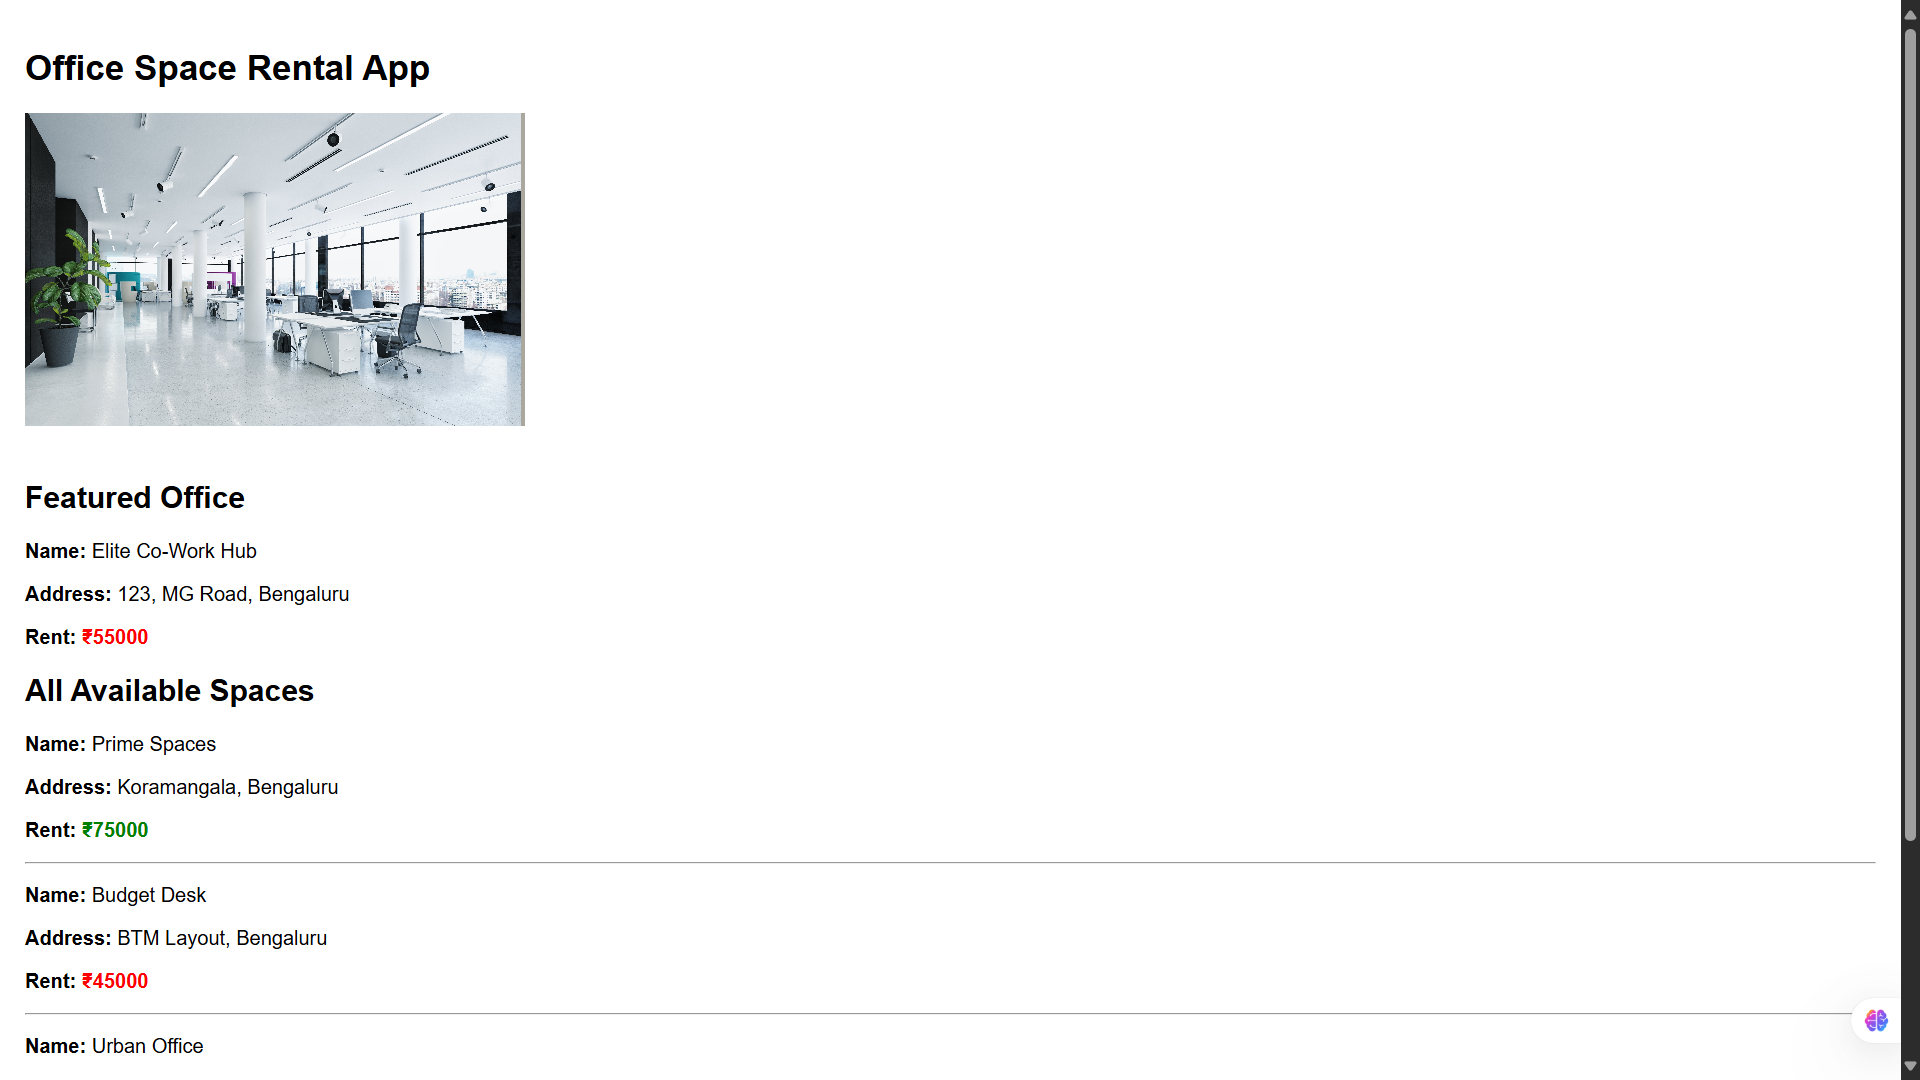 Office Space Rental App
Featured Office
Name: Elite Co-Work Hub
Address: 123, MG Road, Bengaluru
Rent: ₹55000
All Available Spaces
Name: Prime Spaces
Address: Koramangala, Bengaluru
Rent: ₹75000
Name: Budget Desk
Address: BTM Layout, Bengaluru
Rent: ₹45000
Name: Urban Office